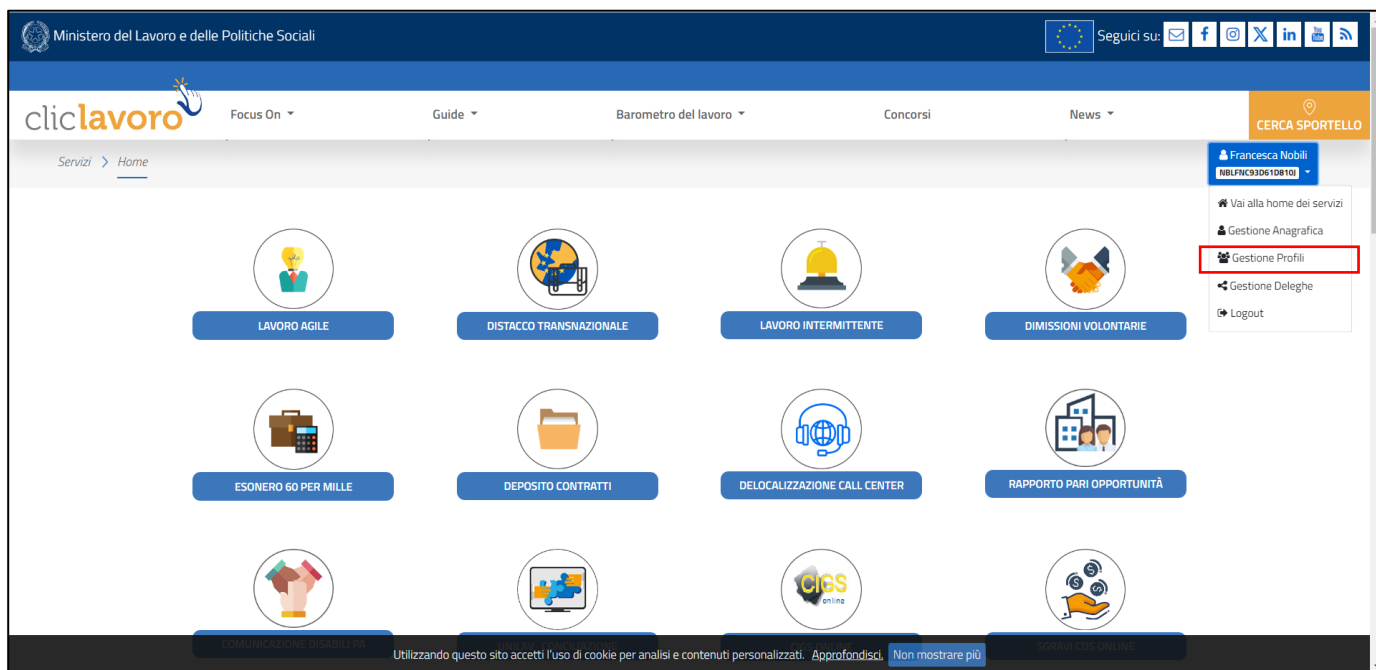 Ministero del Lavoro e delle Politiche Sociali
Seguici su:
cliclavoro
Focus On
Guide
Barometro del lavoro
Concorsi
News
CERCA SPORTELLO
Servizi > Home
Francesca Nobili
NBLFNC93D61D810J
Vai alla home dei servizi
Gestione Anagrafica
Gestione Profili
Gestione Deleghe
Logout
LAVORO AGILE
DISTACCO TRANSNAZIONALE
LAVORO INTERMITTENTE
DIMISSIONI VOLONTARIE
ESONERO 60 PER MILLE
DEPOSITO CONTRATTI
DELOCALIZZAZIONE CALL CENTER
RAPPORTO PARI OPPORTUNITÀ
CIGS
online
COMUNICAZIONE DISABILI PA
SGRAVI CDS ONLINE
Utilizzando questo sito accetti l'uso di cookie per analisi e contenuti personalizzati. Approfondisci. Non mostrare più